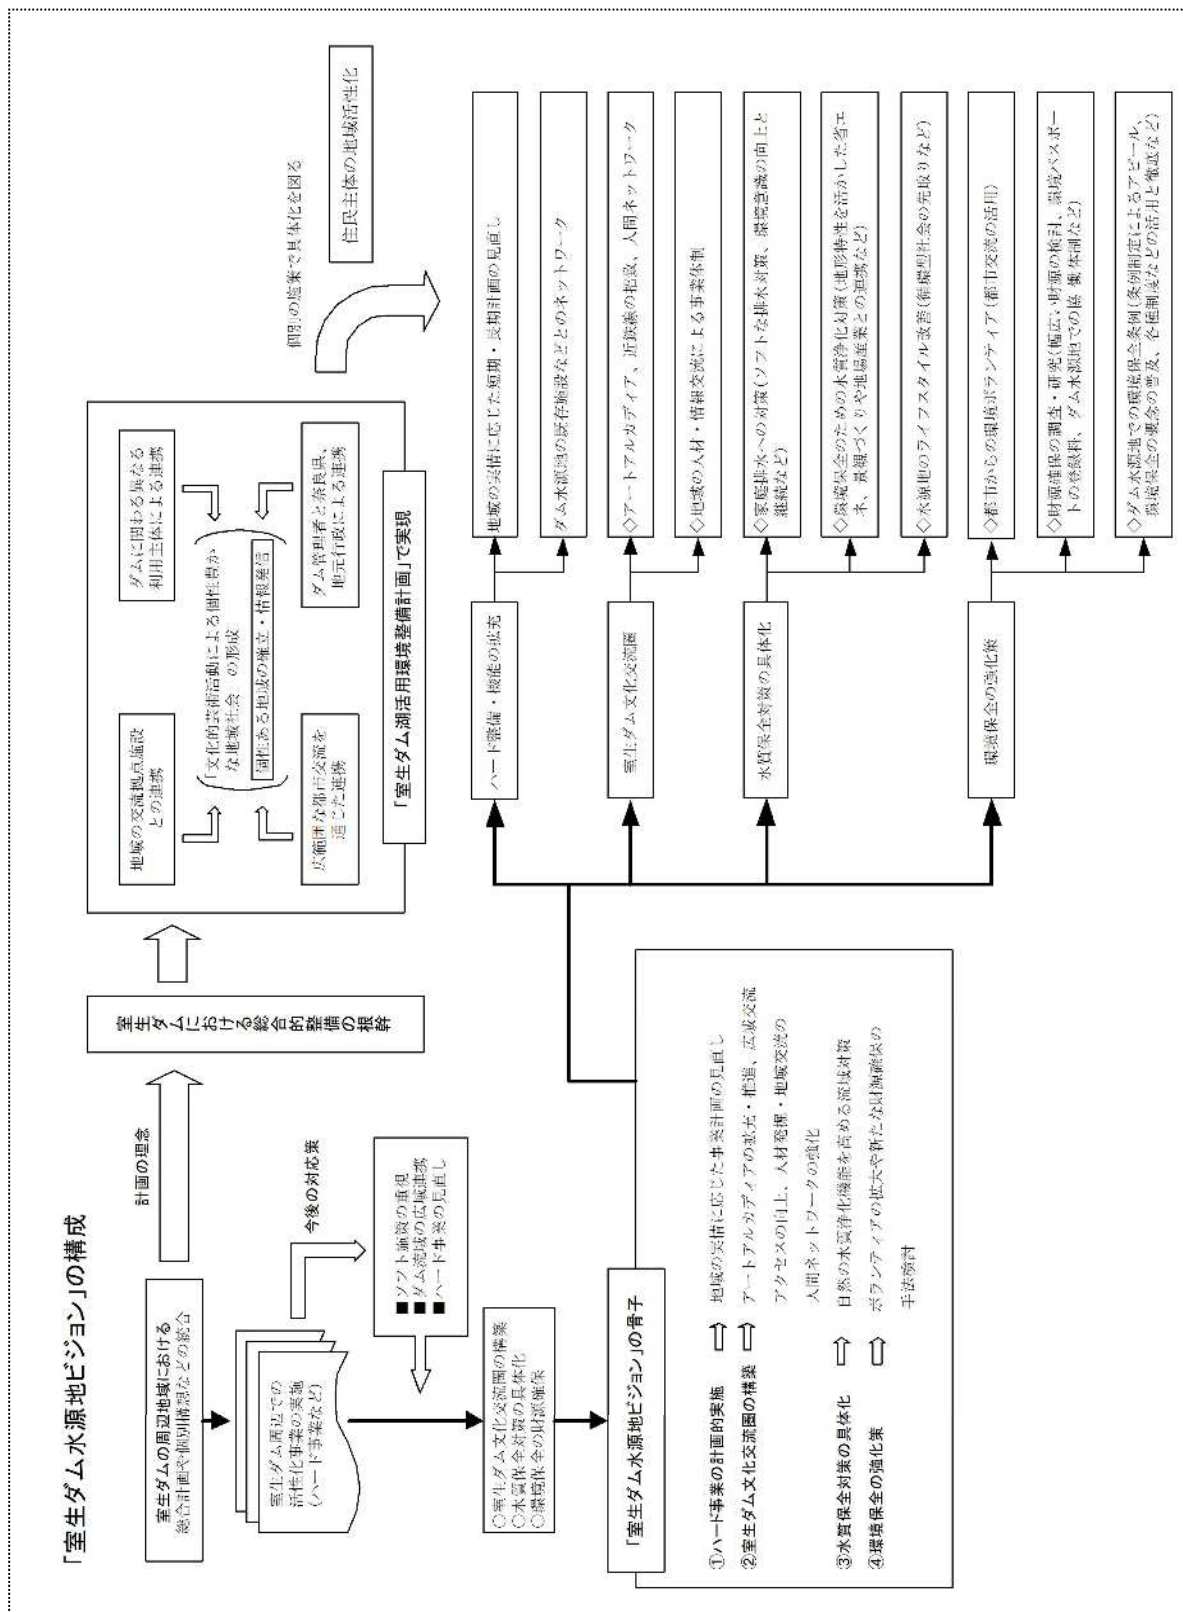 「室生ダム水源地ビジョン」の構成
室生ダムの周辺地域における
総合計画や個別構想などの統合
計画の理念
室生ダムにおける総合的整備の根幹
地域の交流拠点施設
との連携
ダムに関わる異なる
利用主体による連携
「文化的芸術活動による個性豊か
な地域社会 の形成
個性ある地域の確立・情報発信
広範囲な都市交流を
通じた連携
ダム管理者と奈良県、
地元行政による連携
「室生ダム湖活用環境整備計画」で実現
個別の施策で具体化を図る
住民主体の地域活性化
室生ダム周辺での
活性化事業の実施
（ハード事業など）
今後の対応策
■ソフト施策の重視
■ダム流域の広域連携
■ハード事業の見直し
○室生ダム文化交流圏の構築
○水質保全対策の具体化
○環境保全の財源確保
「室生ダム水源地ビジョン」の骨子
①ハード事業の計画的実施 ⇨ 地域の実情に応じた事業計画の見直し
②室生ダム文化交流圏の構築 ⇨ アートアルカディアの拡充・推進、広域交流
アクセスの向上、人材発掘・地域交流の
人間ネットワークの強化
③水質保全対策の具体化 ⇨ 自然の水質浄化機能を高める流域対策
④環境保全の強化策 ⇨ ボランティアの拡大や新たな財源確保の
手法検討
ハード整備・機能の拡充
地域の実情に応じた短期・長期計画の見直し
ダム水源地の既存施設などとのネットワーク
室生ダム文化交流圏
◇アートアルカディア、近鉄線の招致、人間ネットワーク
◇地域の人材・情報交流による事業体制
水質保全対策の具体化
◇家庭排水への対策（ソフトな排水対策、環境意識の向上と
継続など）
◇環境保全のための水質浄化対策（地形特性を活かした省エ
ネ、景観づくりや地場産業との連携など）
◇水源地のライフスタイル改善（循環型社会の先取りなど）
環境保全の強化策
◇都市からの環境ボランティア（都市交流の活用）
◇財源確保の調査・研究（幅広い財源の検討、環境パスポー
トの登録料、ダム水源地での協働体制など）
◇ダム水源地での環境保全条例（条例制定によるアピール、
環境保全の理念の普及、各種制度などの活用と徹底など）